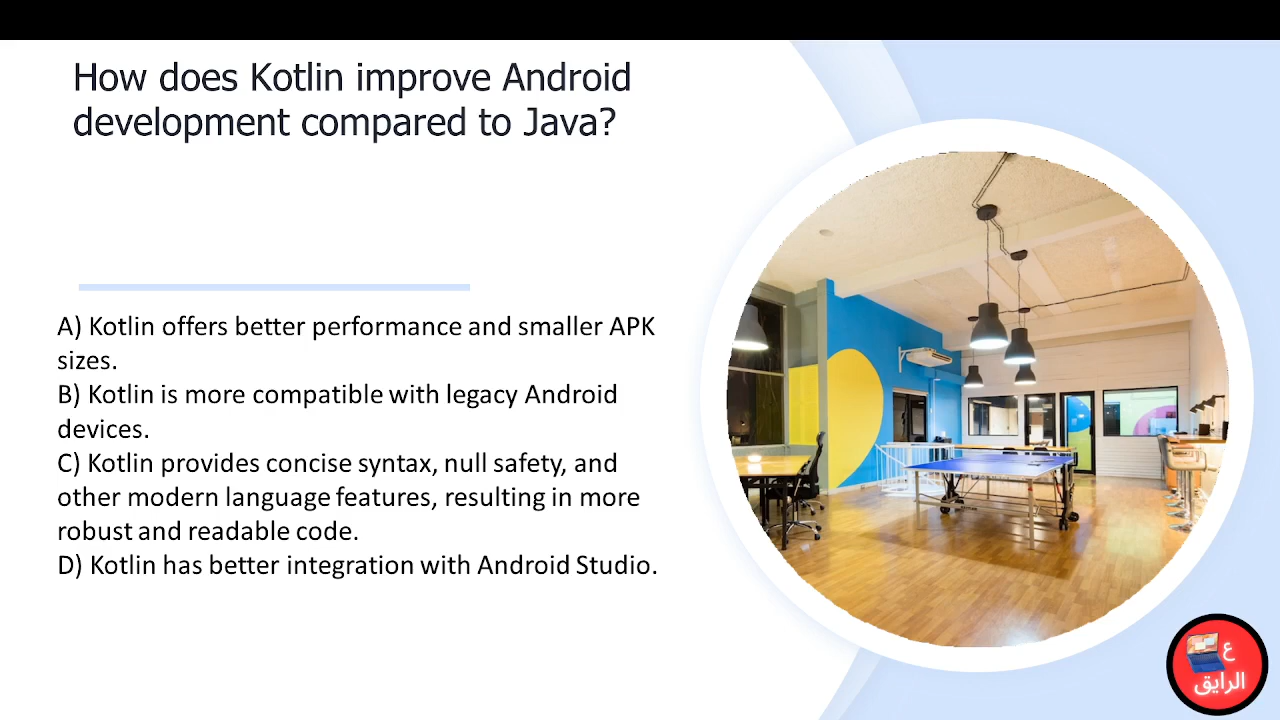 How does Kotlin improve Android
development compared to Java?
A) Kotlin offers better performance and smaller APK
sizes.
B) Kotlin is more compatible with legacy Android
devices.
C) Kotlin provides concise syntax, null safety, and
other modern language features, resulting in more
robust and readable code.
D) Kotlin has better integration with Android Studio.
ع
الرايق